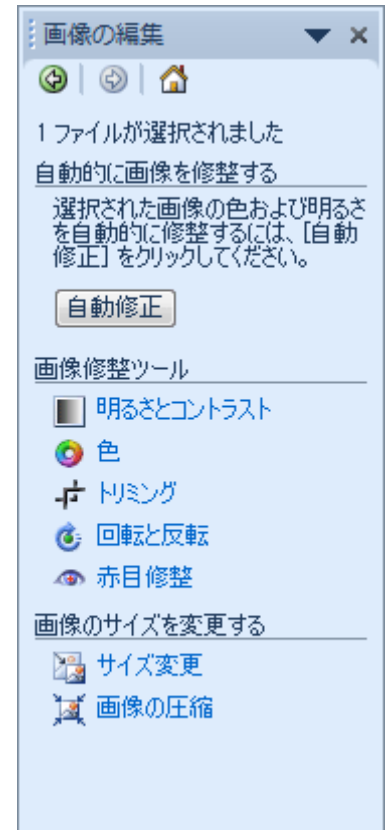 画像の編集
1 ファイルが選択されました
自動的に画像を修整する
選択された画像の色および明るさ
を自動的に修整するには、[自動
修正] をクリックしてください。
自動修正
画像修整ツール
明るさとコントラスト
色
トリミング
回転と反転
赤目修整
画像のサイズを変更する
サイズ変更
画像の圧縮